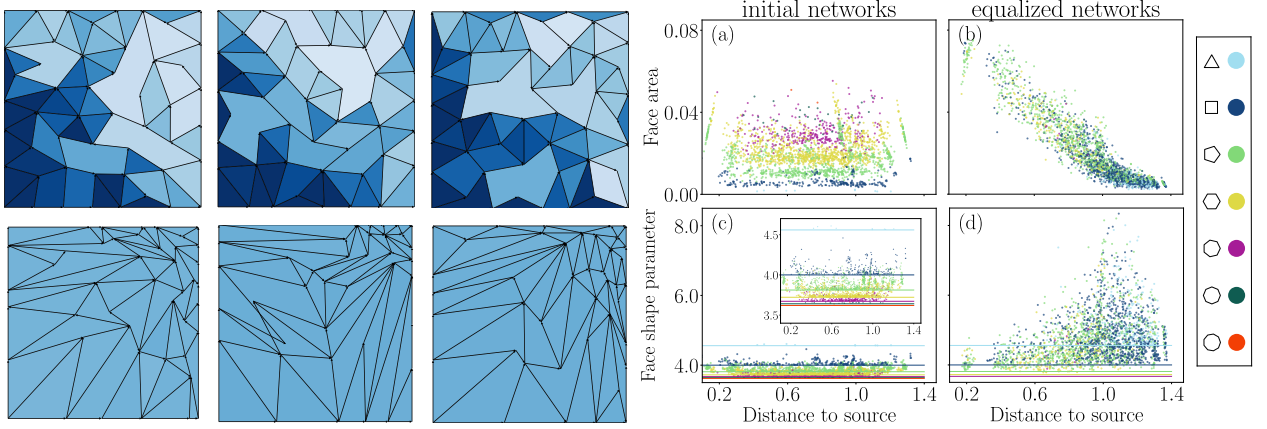 initial networks
equalized networks
(a)
(b)
0.08
0.04
0.00
Face area
(c)
(d)
8.0
6.0
4.0
Face shape parameter
4.5
4.0
3.5
0.2 0.6 1.0 1.4
0.2 0.6 1.0 1.4
0.2 0.6 1.0 1.4
Distance to source
Distance to source